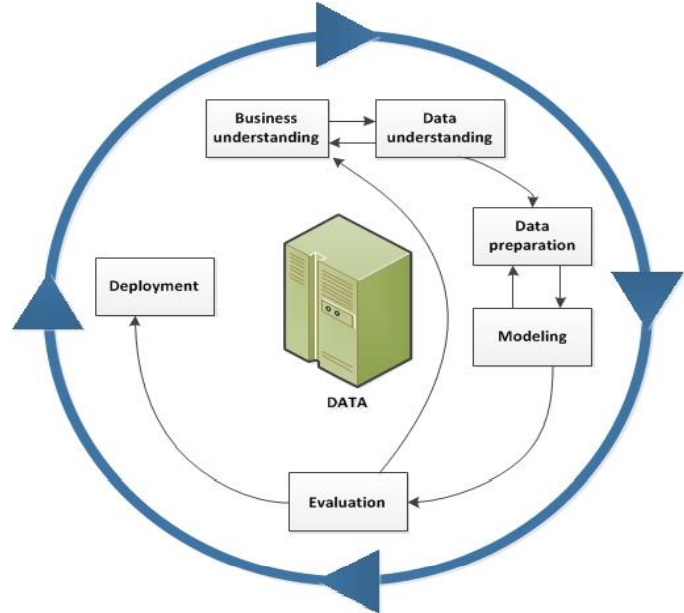 Business
understanding
Data
understanding
Data
preparation
Deployment
Modeling
DATA
Evaluation